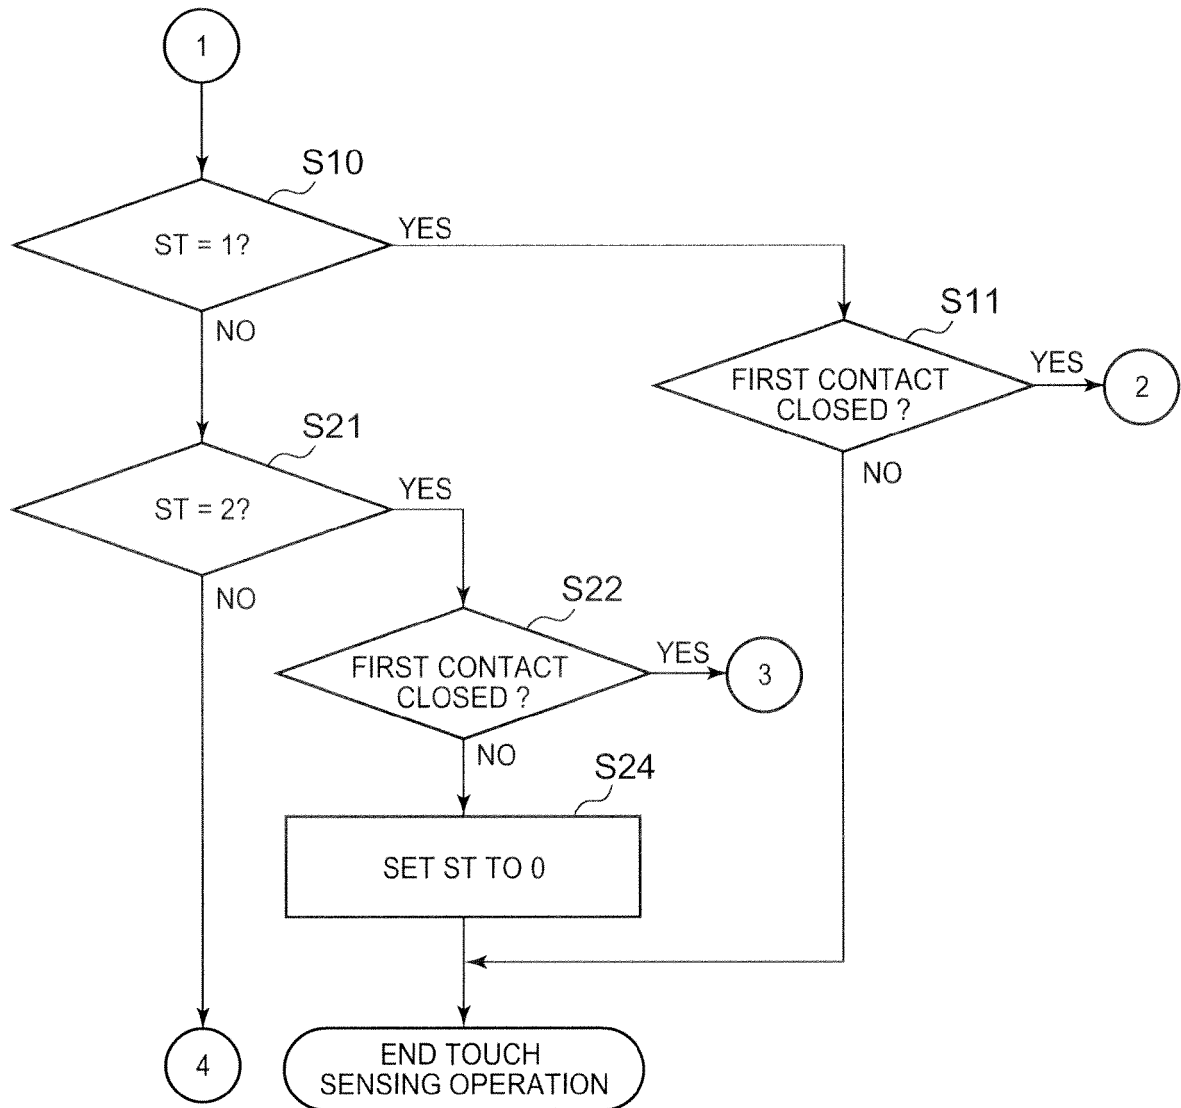 1
S10
ST = 1?
YES
NO
S11
FIRST CONTACT
CLOSED ?
YES
2
NO
S21
ST = 2?
YES
NO
S22
FIRST CONTACT
CLOSED ?
YES
3
NO
S24
SET ST TO 0
4
END TOUCH
SENSING OPERATION